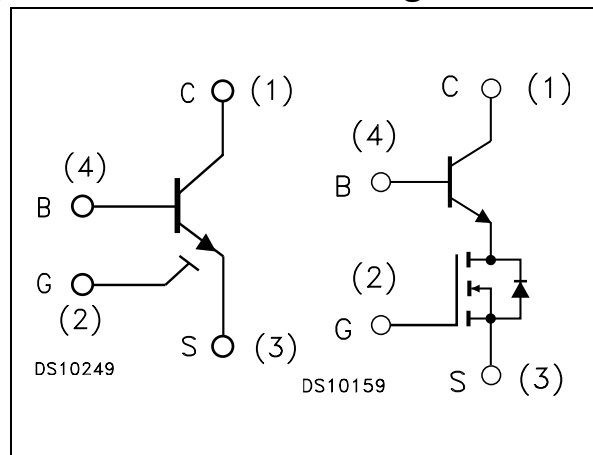 C (1)
(4)
B
G
(2)
S (3)
DS10249
C (1)
(4)
B
(2)
G
S (3)
DS10159